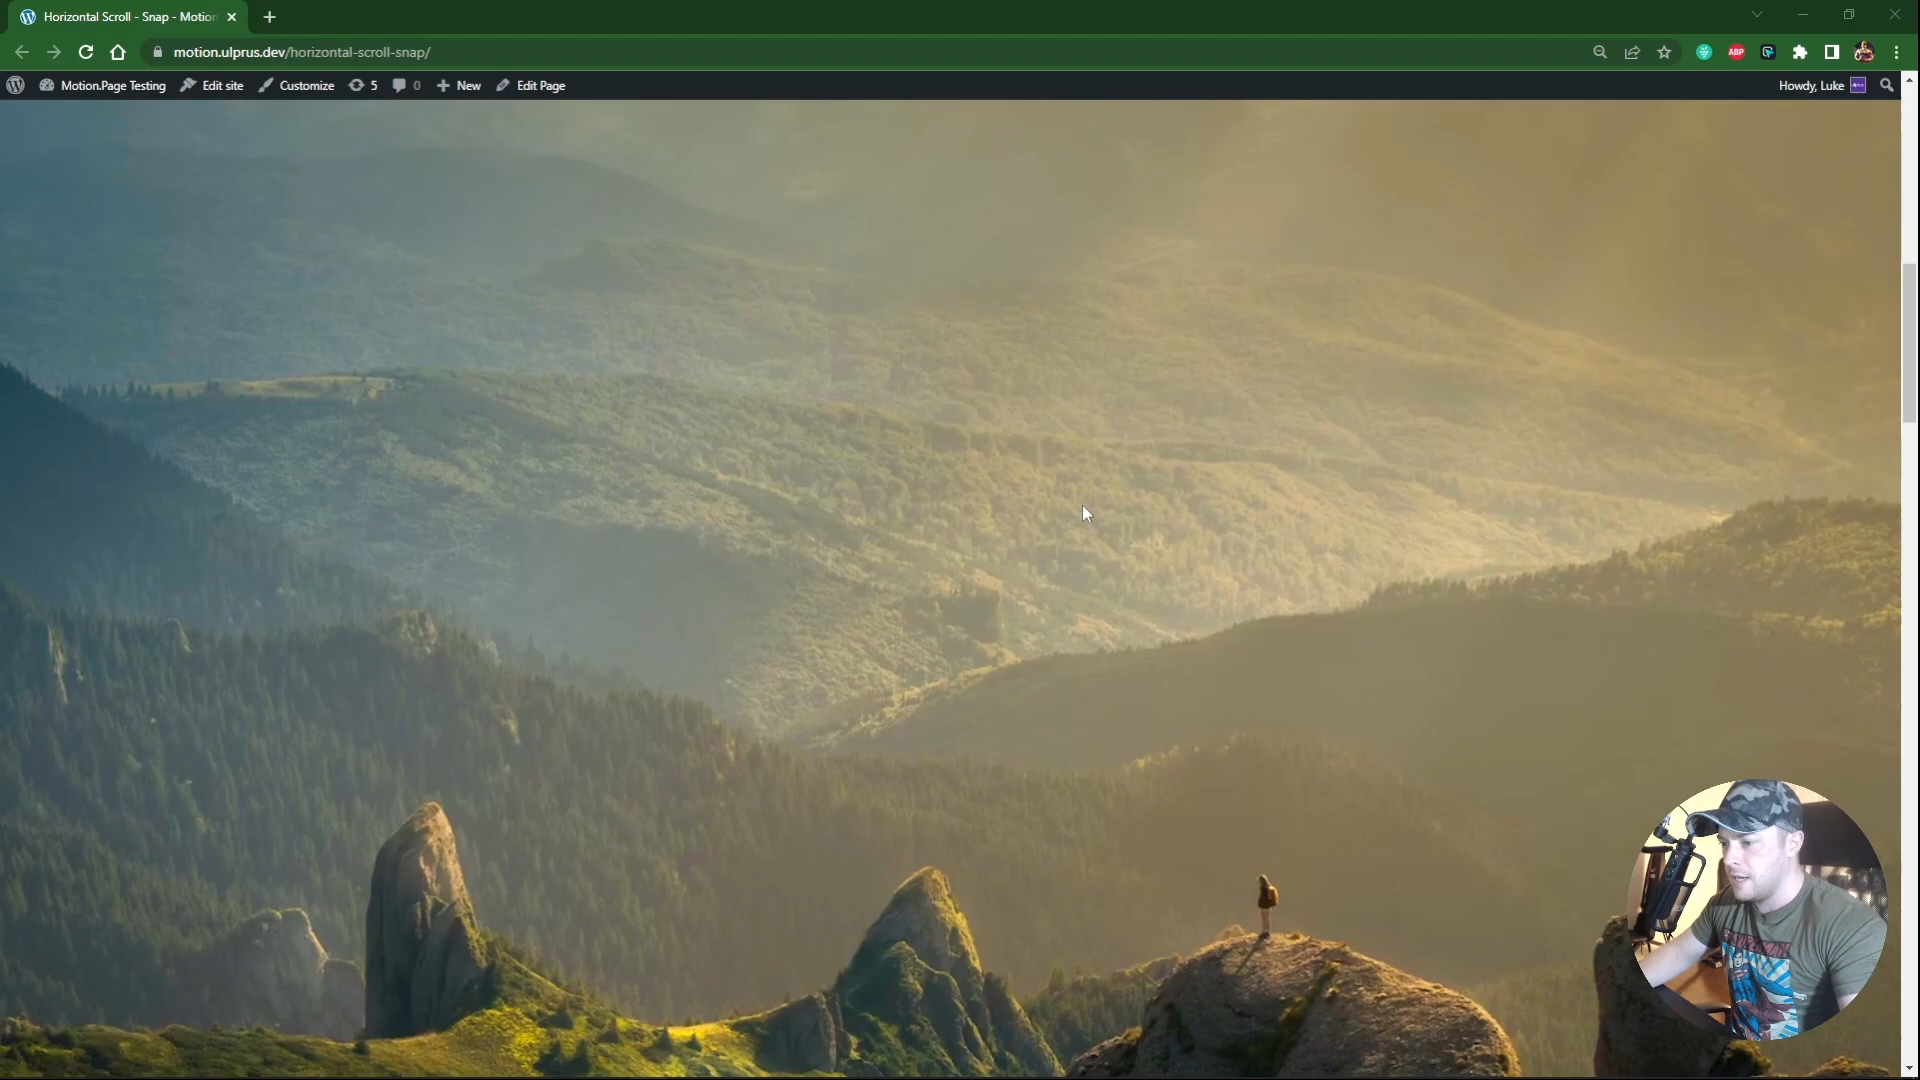 Horizontal Scroll - Snap - Motion
motion.ulprus.dev/horizontal-scroll-snap/
ABP
Motion.Page Testing
Edit site
Customize
5
0
New
Edit Page
Howdy, Luke